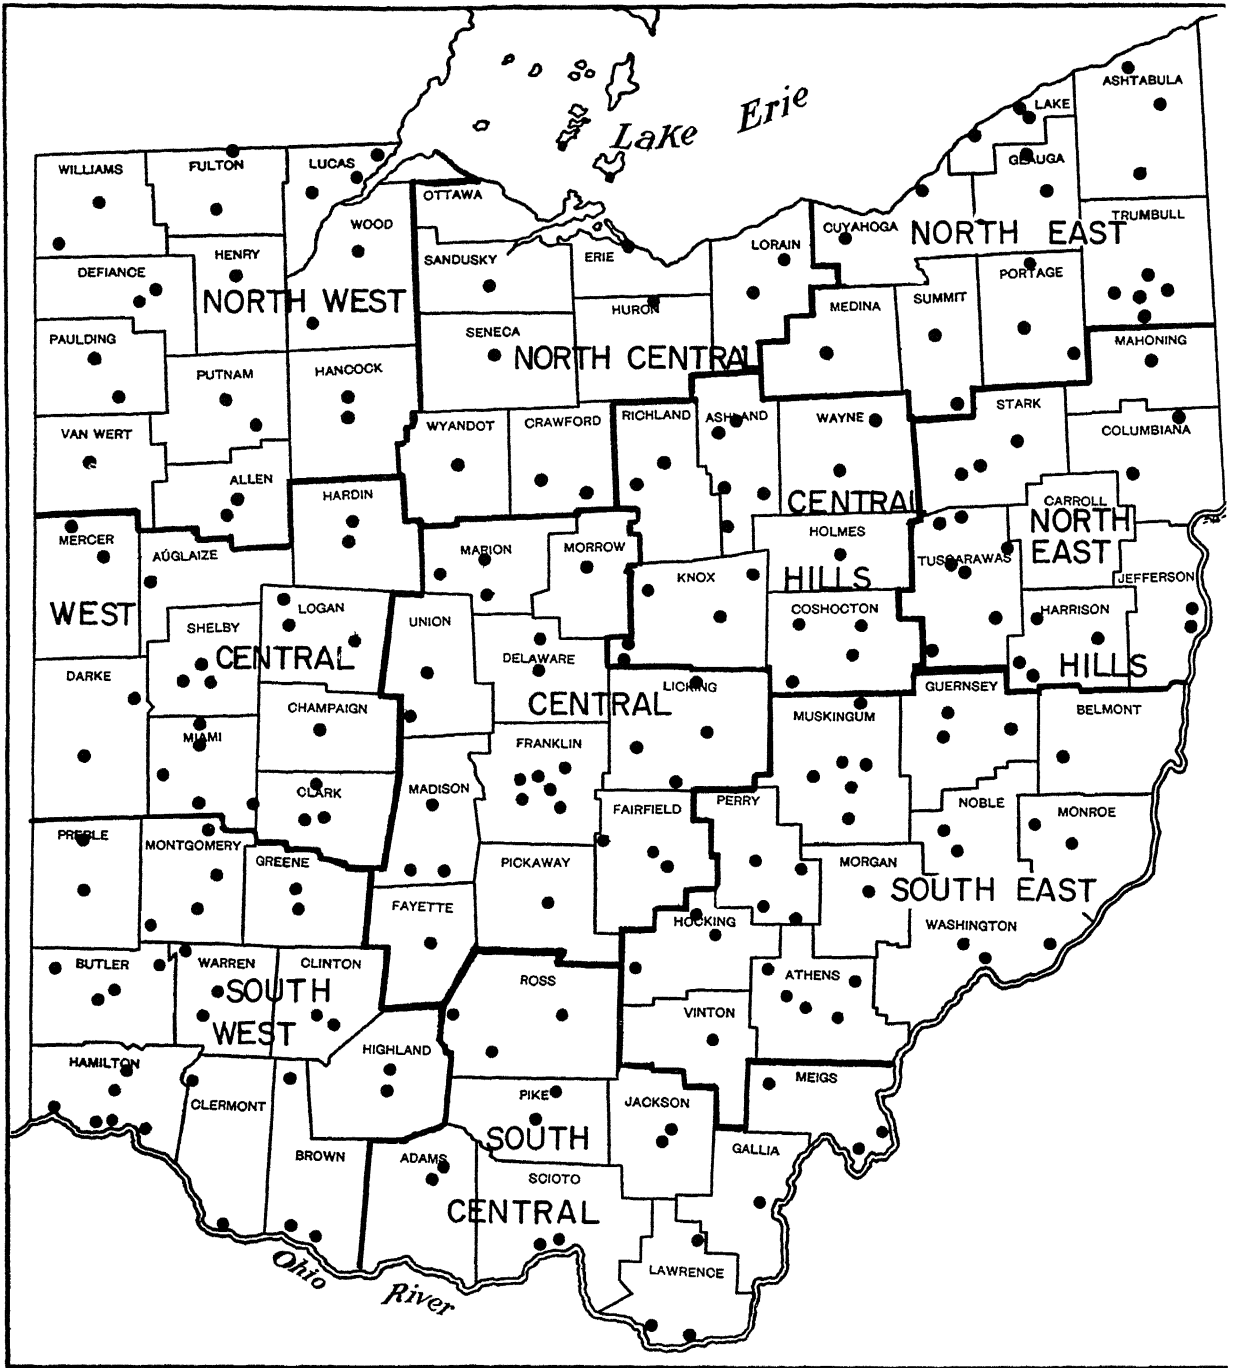 Lake Erie
ASHTABULA
LAKE
GEAUGA
WILLIAMS
FULTON
LUCAS
OTTAWA
WOOD
CUYAHOGA
NORTH EAST
TRUMBULL
LORAIN
ERIE
SANDUSKY
HENRY
DEFIANCE
NORTH WEST
PORTAGE
SUMMIT
MEDINA
HURON
SENECA
NORTH CENTRAL
PAULDING
MAHONING
PUTNAM
HANCOCK
STARK
RICHLAND
ASHLAND
WAYNE
WYANDOT
CRAWFORD
VAN WERT
COLUMBIANA
ALLEN
HARDIN
CENTRAL
CARROLL
NORTH
EAST
HOLMES
MERCER
AUGLAIZE
MARION
MORROW
TUSCARAWAS
KNOX
HILLS
JEFFERSON
WEST
LOGAN
COSHOCTON
HARRISON
UNION
SHELBY
CENTRAL
DELAWARE
HILLS
DARKE
LICKING
GUERNSEY
CENTRAL
CHAMPAIGN
MUSKINGUM
BELMONT
MIAMI
FRANKLIN
CLARK
MADISON
FAIRFIELD
PERRY
NOBLE
MONROE
PREBLE
MONTGOMERY
GREENE
PICKAWAY
MORGAN
SOUTH EAST
FAYETTE
HOCKING
WASHINGTON
BUTLER
WARREN
CLINTON
ROSS
ATHENS
SOUTH
WEST
VINTON
HAMILTON
HIGHLAND
MEIGS
CLERMONT
PIKE
JACKSON
SOUTH
BROWN
ADAMS
GALLIA
SCIOTO
CENTRAL
LAWRENCE
Ohio River